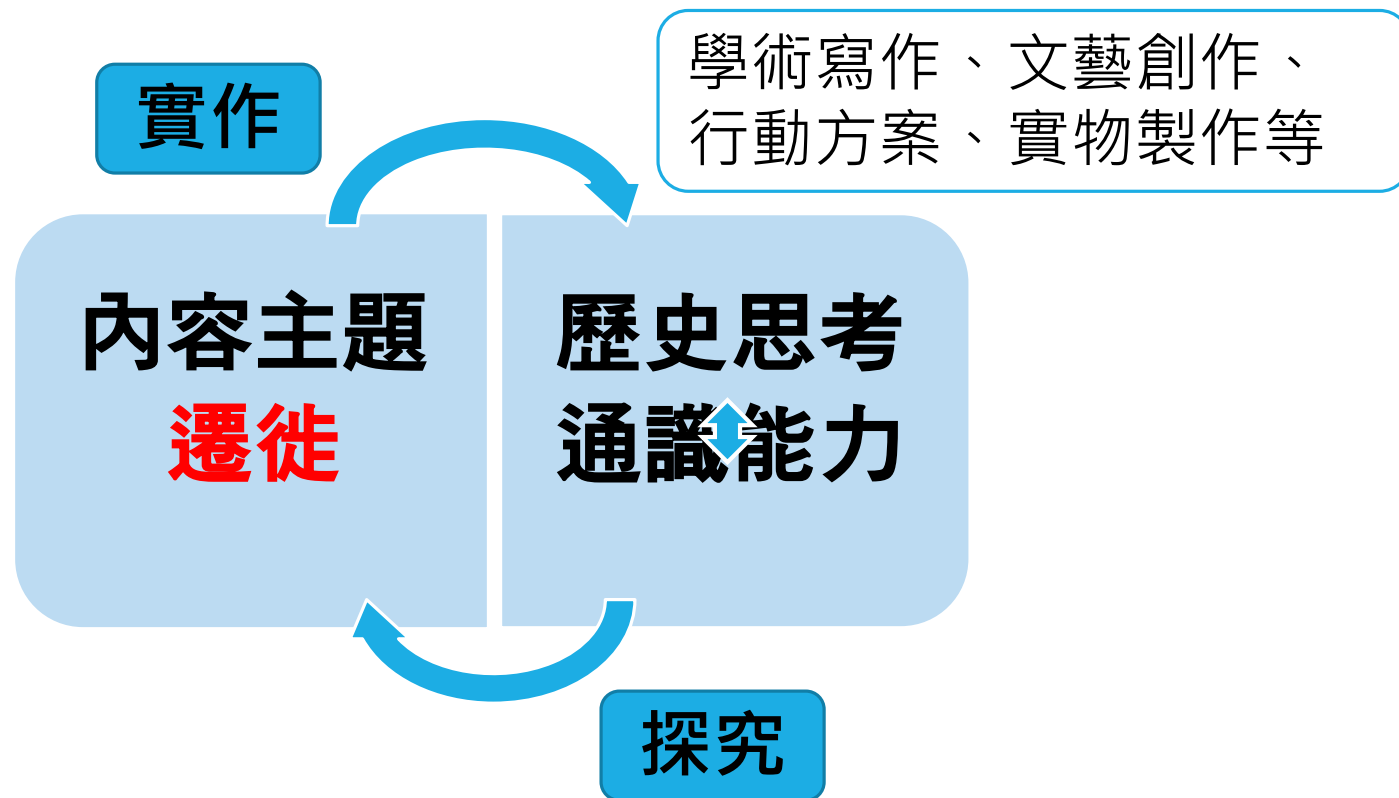 實作
學術寫作、文藝創作、
行動方案、實物製作等
內容主題
遷徙
歷史思考
通識能力
探究